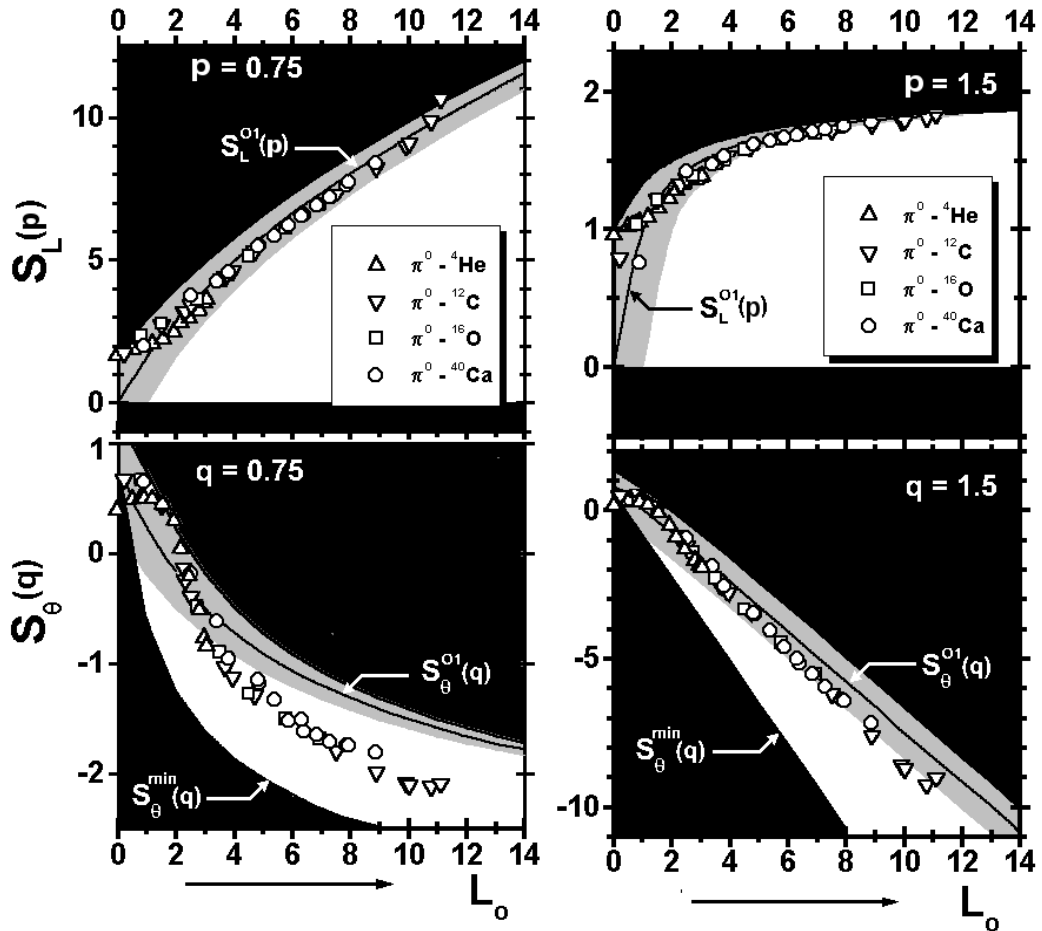 0 2 4 6 8 10 12 14
0 2 4 6 8 10 12 14
p = 0.75
p = 1.5
10
5
0
2
1
0
S_L(p)
S_L^{o1}(p)
S_L^{o1}(p)
π⁰ - ⁴He
π⁰ - ¹²C
π⁰ - ¹⁶O
π⁰ - ⁴⁰Ca
π⁰ - ⁴He
π⁰ - ¹²C
π⁰ - ¹⁶O
π⁰ - ⁴⁰Ca
q = 0.75
q = 1.5
1
0
-1
-2
0
-5
-10
S_θ(q)
S_θ^{o1}(q)
S_θ^{min}(q)
S_θ^{o1}(q)
S_θ^{min}(q)
0 2 4 6 8 10 12 14
0 2 4 6 8 10 12 14
L_o
L_o